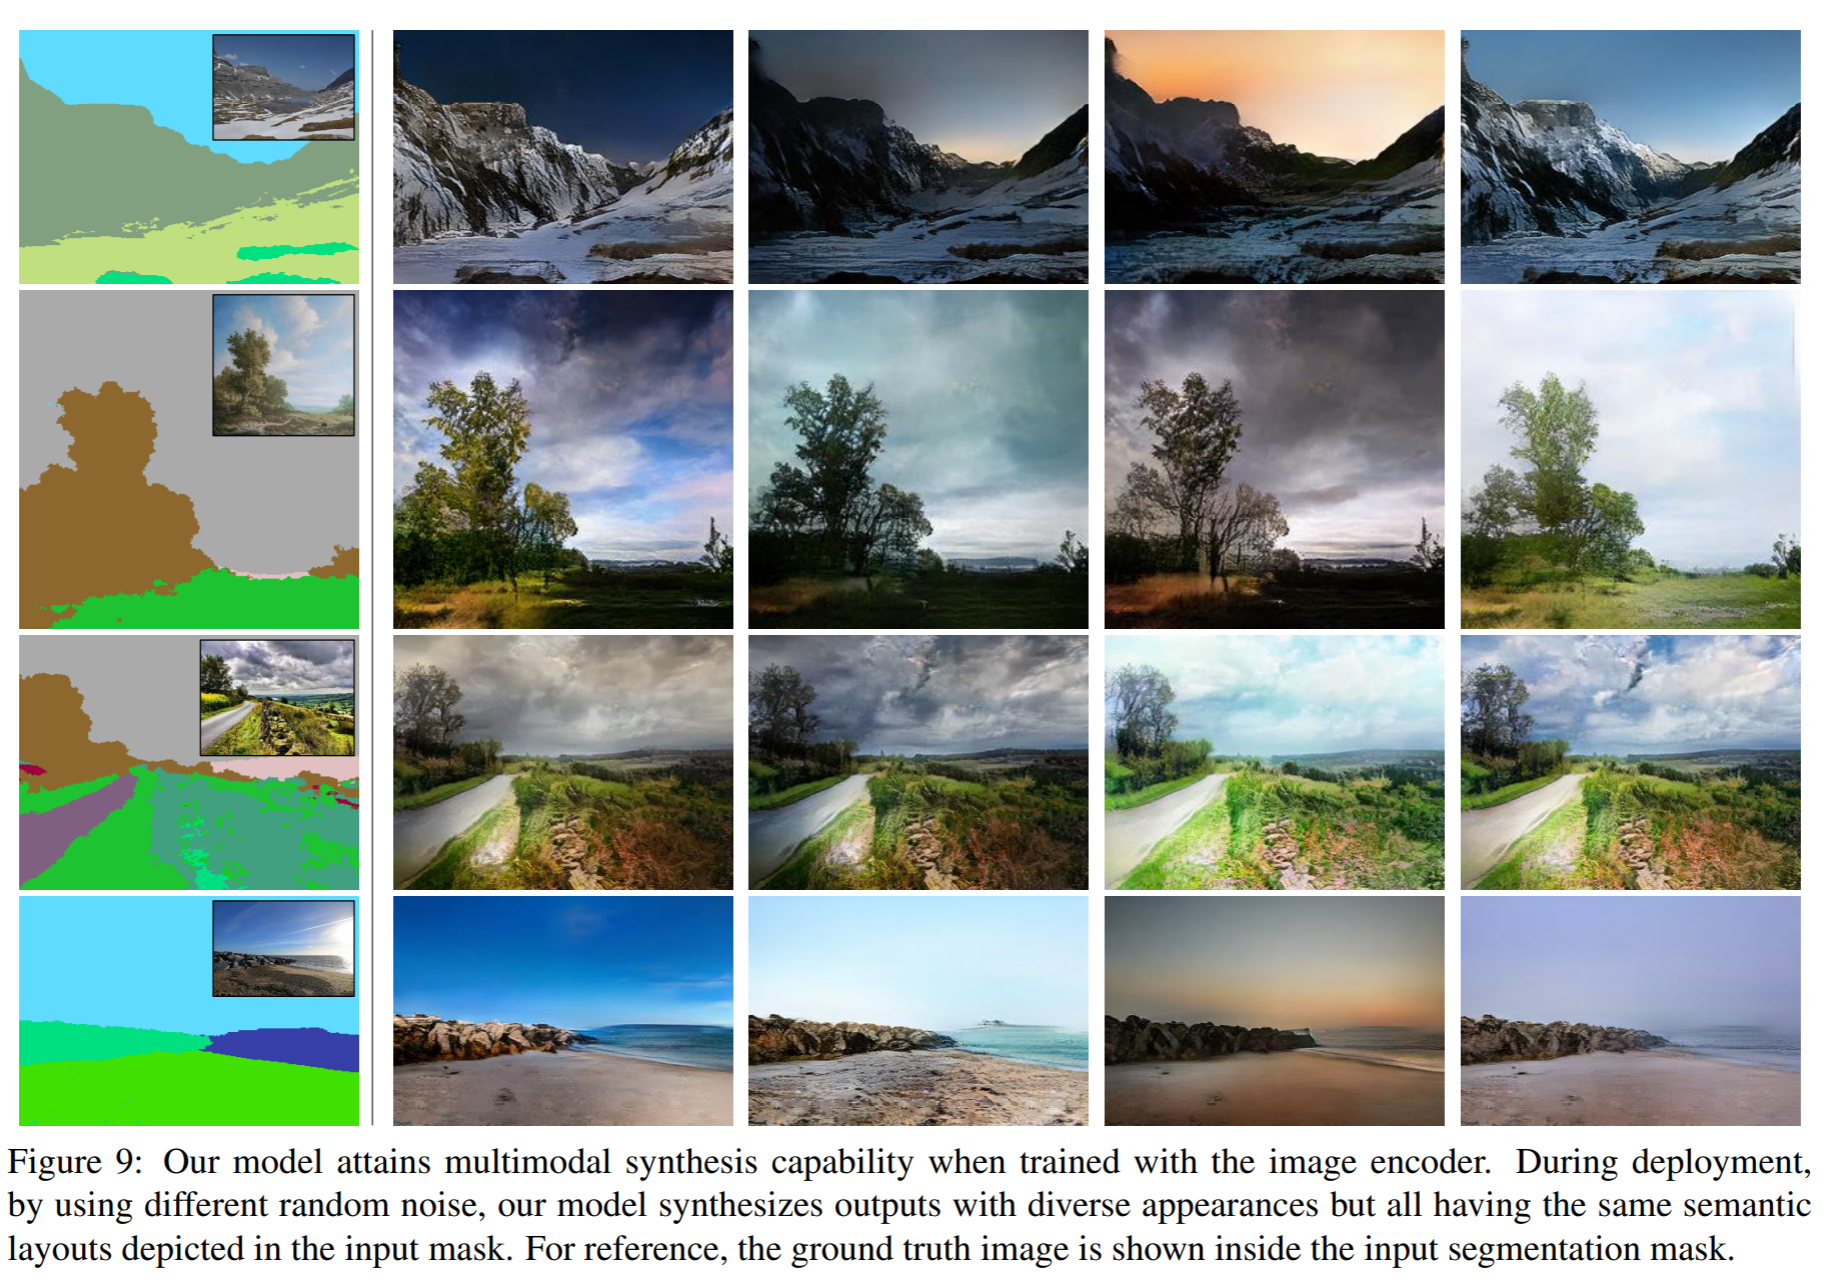 Figure 9: Our model attains multimodal synthesis capability when trained with the image encoder. During deployment,
by using different random noise, our model synthesizes outputs with diverse appearances but all having the same semantic
layouts depicted in the input mask. For reference, the ground truth image is shown inside the input segmentation mask.